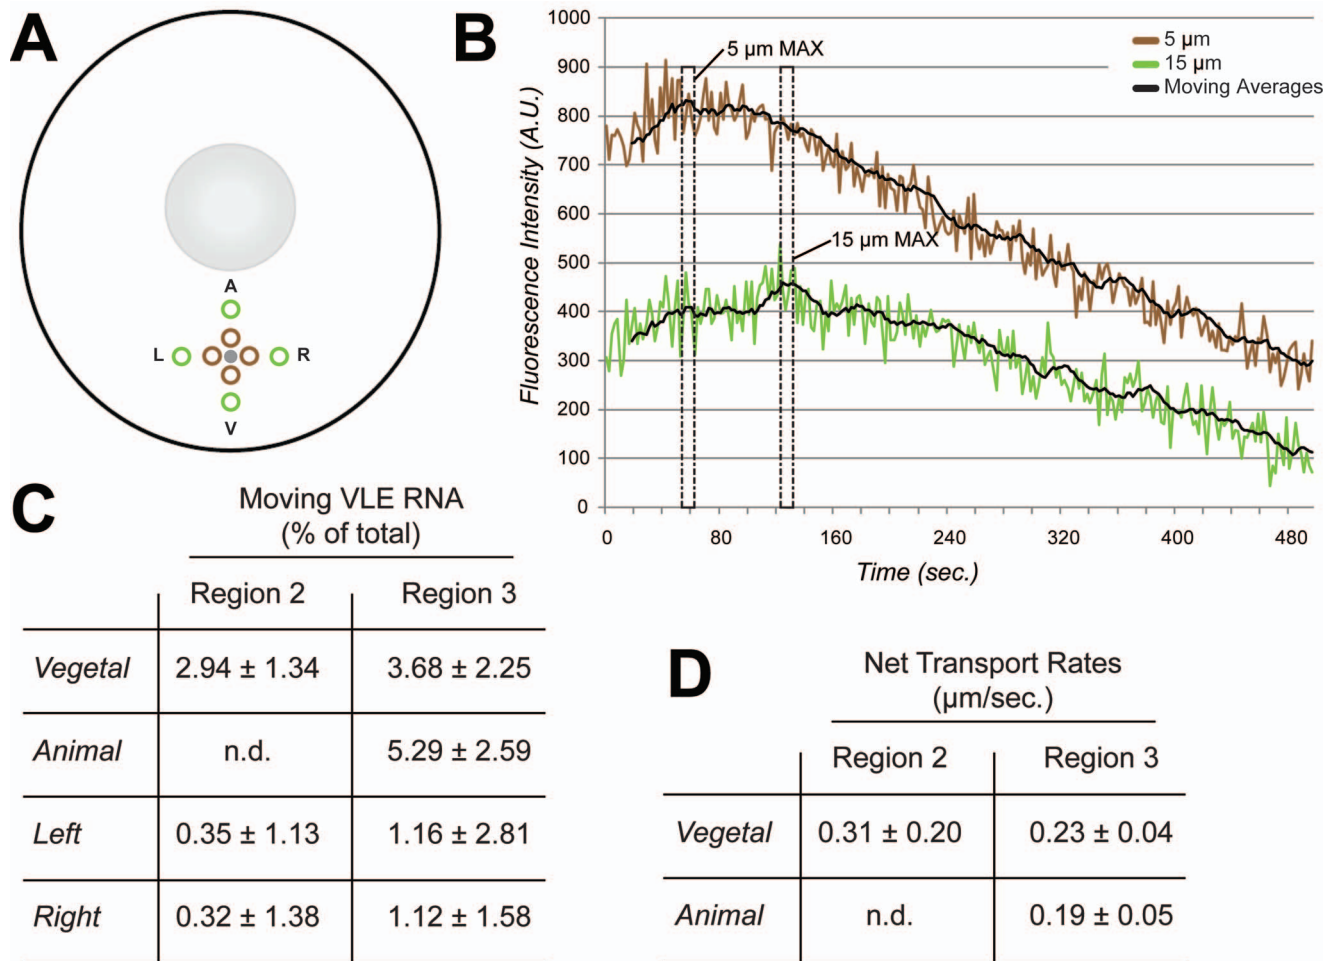 A
A
L
R
V
B
1000
900
800
700
600
500
400
300
200
100
0
Fluorescence Intensity (A.U.)
5 µm MAX
15 µm MAX
5 µm
15 µm
Moving Averages
0 80 160 240 320 400 480
Time (sec.)
C
Moving VLE RNA
(% of total)
Region 2 Region 3
Vegetal 2.94 ± 1.34 3.68 ± 2.25
Animal n.d. 5.29 ± 2.59
Left 0.35 ± 1.13 1.16 ± 2.81
Right 0.32 ± 1.38 1.12 ± 1.58
D
Net Transport Rates
(µm/sec.)
Region 2 Region 3
Vegetal 0.31 ± 0.20 0.23 ± 0.04
Animal n.d. 0.19 ± 0.05